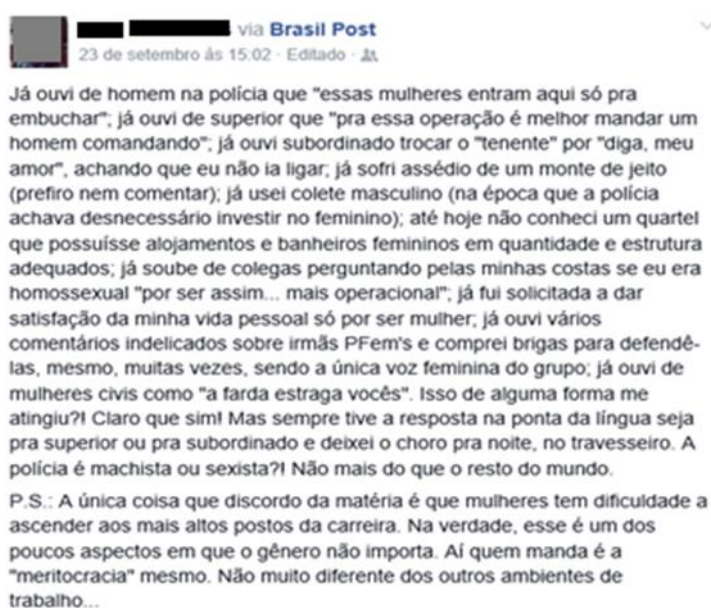 via Brasil Post
23 de setembro às 15:02 · Editado ·
Já ouvi de homem na polícia que "essas mulheres entram aqui só pra
embuchar"; já ouvi de superior que "pra essa operação é melhor mandar um
homem comandando"; já ouvi subordinado trocar o "tenente" por "diga, meu
amor", achando que eu não ia ligar; já sofri assédio de um monte de jeito
(prefiro nem comentar); já usei colete masculino (na época que a polícia
achava desnecessário investir no feminino); até hoje não conheci um quartel
que possuísse alojamentos e banheiros femininos em quantidade e estrutura
adequados; já soube de colegas perguntando pelas minhas costas se eu era
homossexual "por ser assim... mais operacional"; já fui solicitada a dar
satisfação da minha vida pessoal só por ser mulher; já ouvi vários
comentários indelicados sobre irmãs PFem's e comprei brigas para defendê-
las, mesmo, muitas vezes, sendo a única voz feminina do grupo; já ouvi de
mulheres civis como "a farda estraga vocês". Isso de alguma forma me
atingiu?! Claro que sim! Mas sempre tive a resposta na ponta da língua seja
pra superior ou pra subordinado e deixei o choro pra noite, no travesseiro. A
polícia é machista ou sexista?! Não mais do que o resto do mundo.
P.S.: A única coisa que discordo da matéria é que mulheres tem dificuldade a
ascender aos mais altos postos da carreira. Na verdade, esse é um dos
poucos aspectos em que o gênero não importa. Aí quem manda é a
"meritocracia" mesmo. Não muito diferente dos outros ambientes de
trabalho...